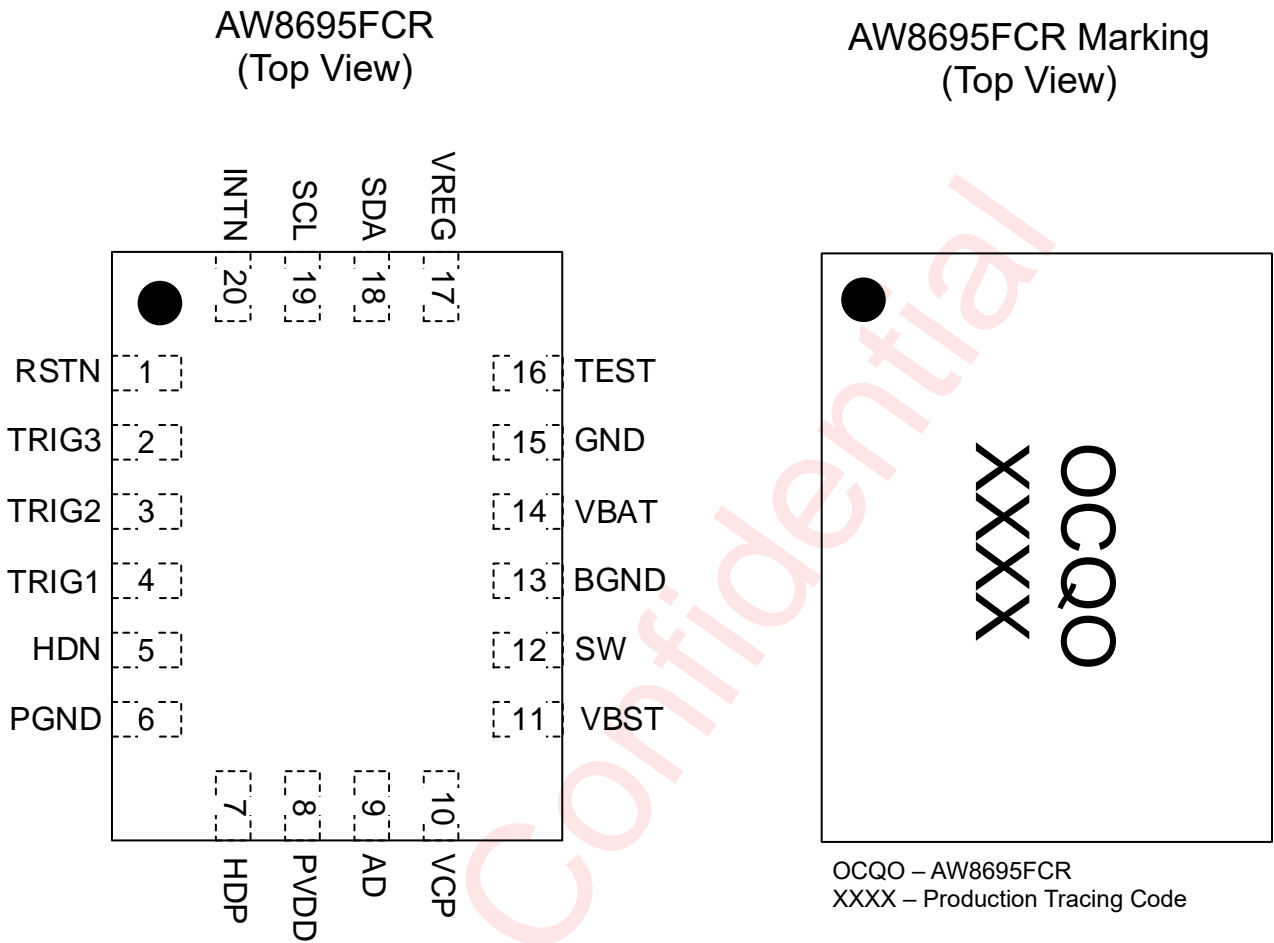 AW8695FCR
(Top View)
INTN
SCL
SDA
VREG
20
19
18
17
RSTN 1
TRIG3 2
TRIG2 3
TRIG1 4
HDN 5
PGND 6
16 TEST
15 GND
14 VBAT
13 BGND
12 SW
11 VBST
7
8
9
10
HDP
PVDD
AD
VCP
AW8695FCR Marking
(Top View)
OCQO
XXXX
OCQO – AW8695FCR
XXXX – Production Tracing Code
Confidential